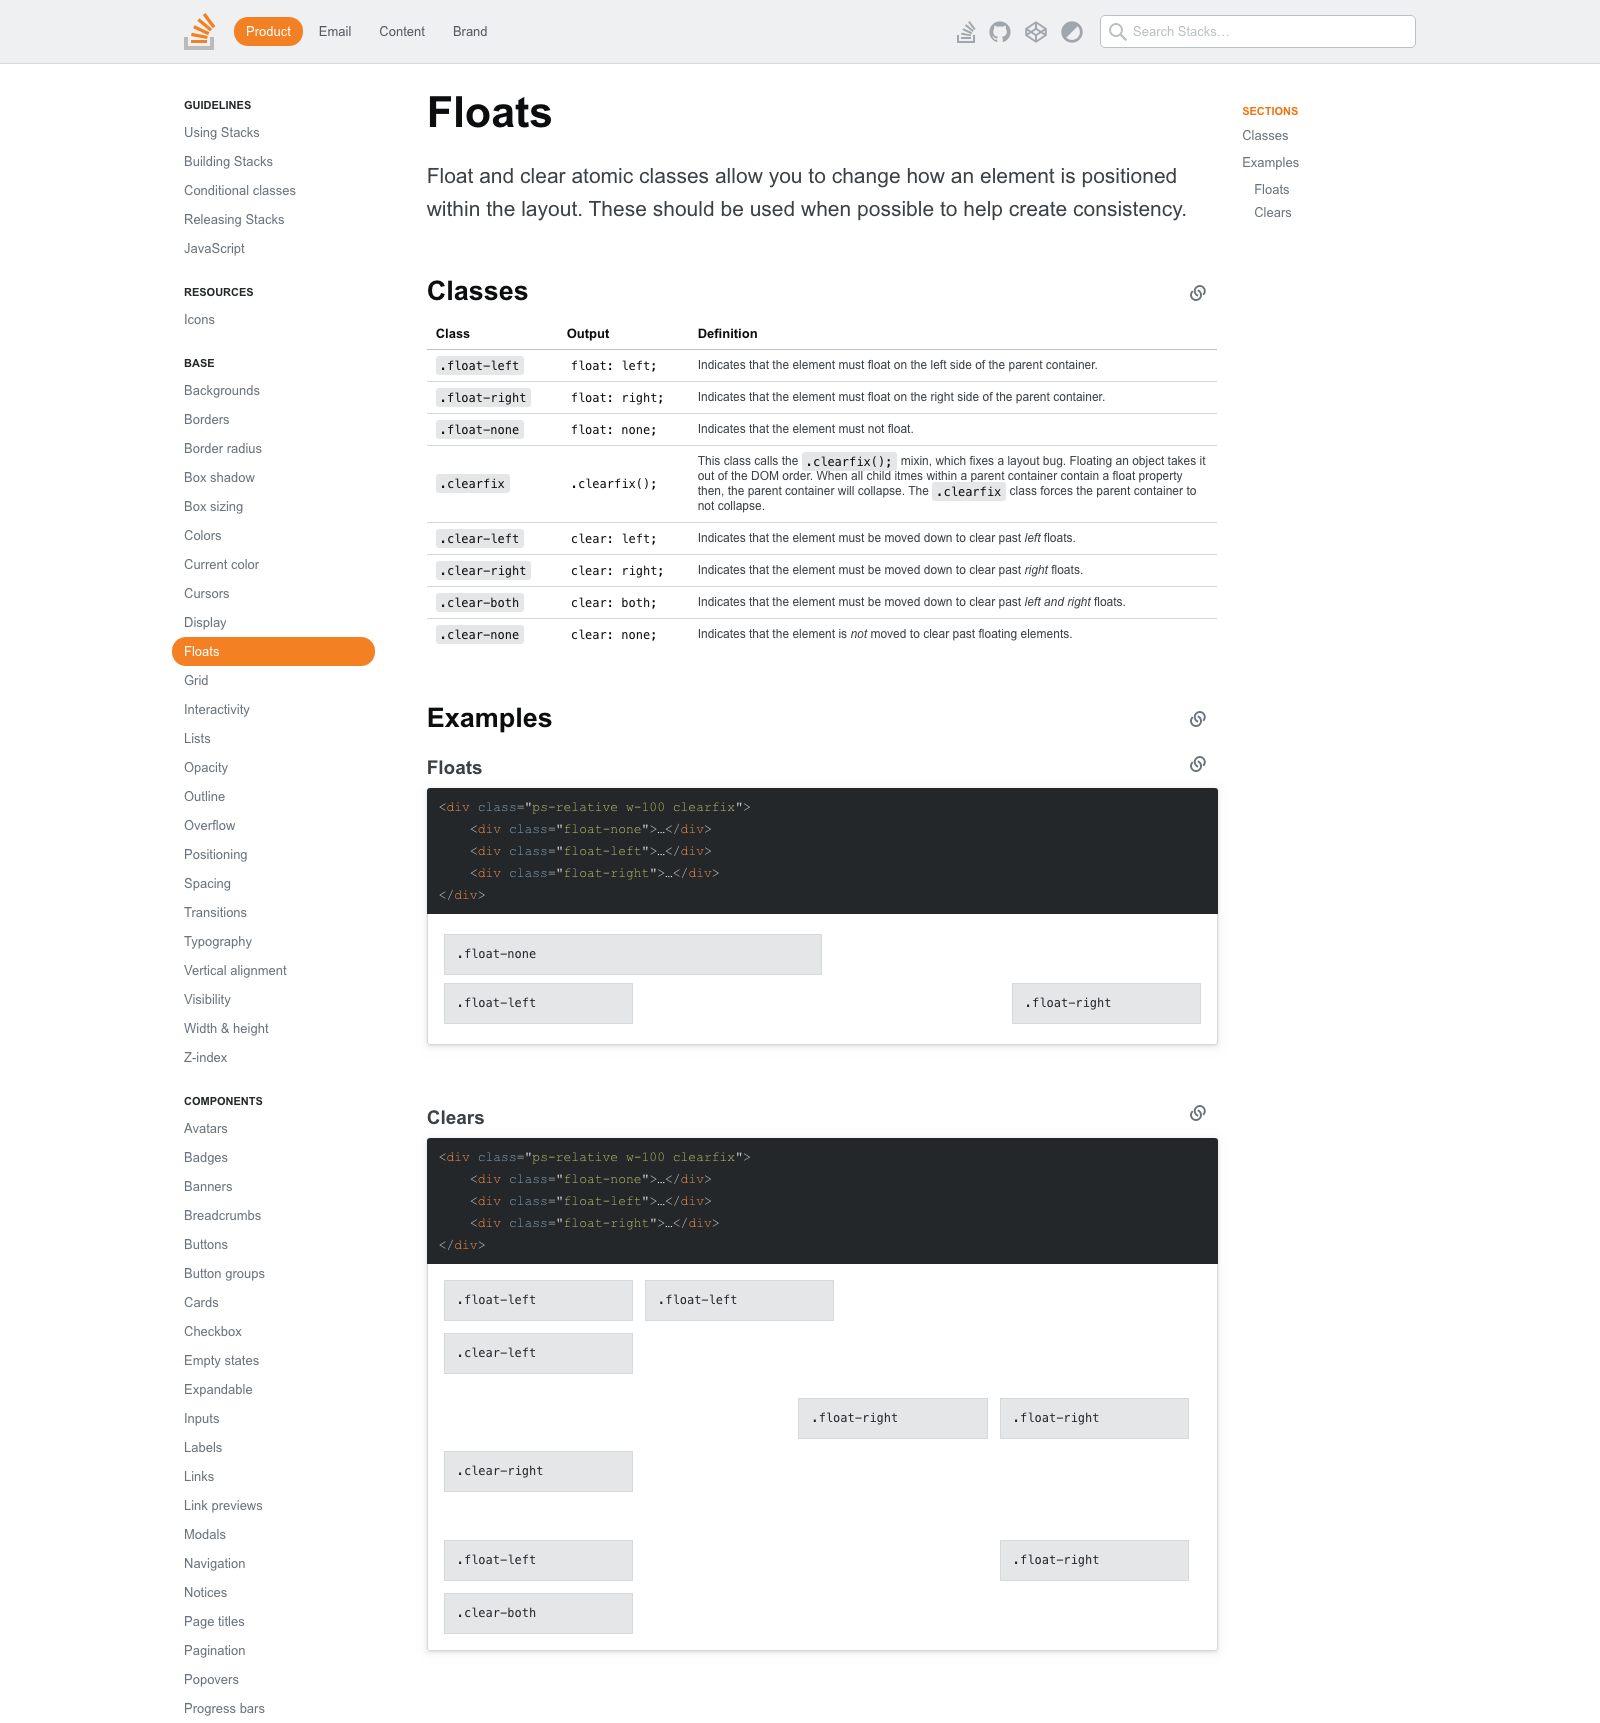 Product Email Content Brand
Search Stacks...
GUIDELINES
Using Stacks
Building Stacks
Conditional classes
Releasing Stacks
JavaScript
RESOURCES
Icons
BASE
Backgrounds
Borders
Border radius
Box shadow
Box sizing
Colors
Current color
Cursors
Display
Floats
Grid
Interactivity
Lists
Opacity
Outline
Overflow
Positioning
Spacing
Transitions
Typography
Vertical alignment
Visibility
Width & height
Z-index
COMPONENTS
Avatars
Badges
Banners
Breadcrumbs
Buttons
Button groups
Cards
Checkbox
Empty states
Expandable
Inputs
Labels
Links
Link previews
Modals
Navigation
Notices
Page titles
Pagination
Popovers
Progress bars
Floats
Float and clear atomic classes allow you to change how an element is positioned
within the layout. These should be used when possible to help create consistency.
Classes
Class Output Definition
.float-left float: left; Indicates that the element must float on the left side of the parent container.
.float-right float: right; Indicates that the element must float on the right side of the parent container.
.float-none float: none; Indicates that the element must not float.
.clearfix .clearfix(); This class calls the .clearfix(); mixin, which fixes a layout bug. Floating an object takes it
out of the DOM order. When all child itmes within a parent container contain a float property
then, the parent container will collapse. The .clearfix class forces the parent container to
not collapse.
.clear-left clear: left; Indicates that the element must be moved down to clear past left floats.
.clear-right clear: right; Indicates that the element must be moved down to clear past right floats.
.clear-both clear: both; Indicates that the element must be moved down to clear past left and right floats.
.clear-none clear: none; Indicates that the element is not moved to clear past floating elements.
Examples
Floats
<div class="ps-relative w-100 clearfix">
<div class="float-none">…</div>
<div class="float-left">…</div>
<div class="float-right">…</div>
</div>
.float-none
.float-left .float-right
Clears
<div class="ps-relative w-100 clearfix">
<div class="float-none">…</div>
<div class="float-left">…</div>
<div class="float-right">…</div>
</div>
.float-left .float-left
.clear-left
.float-right .float-right
.clear-right
.float-left .float-right
.clear-both
SECTIONS
Classes
Examples
Floats
Clears